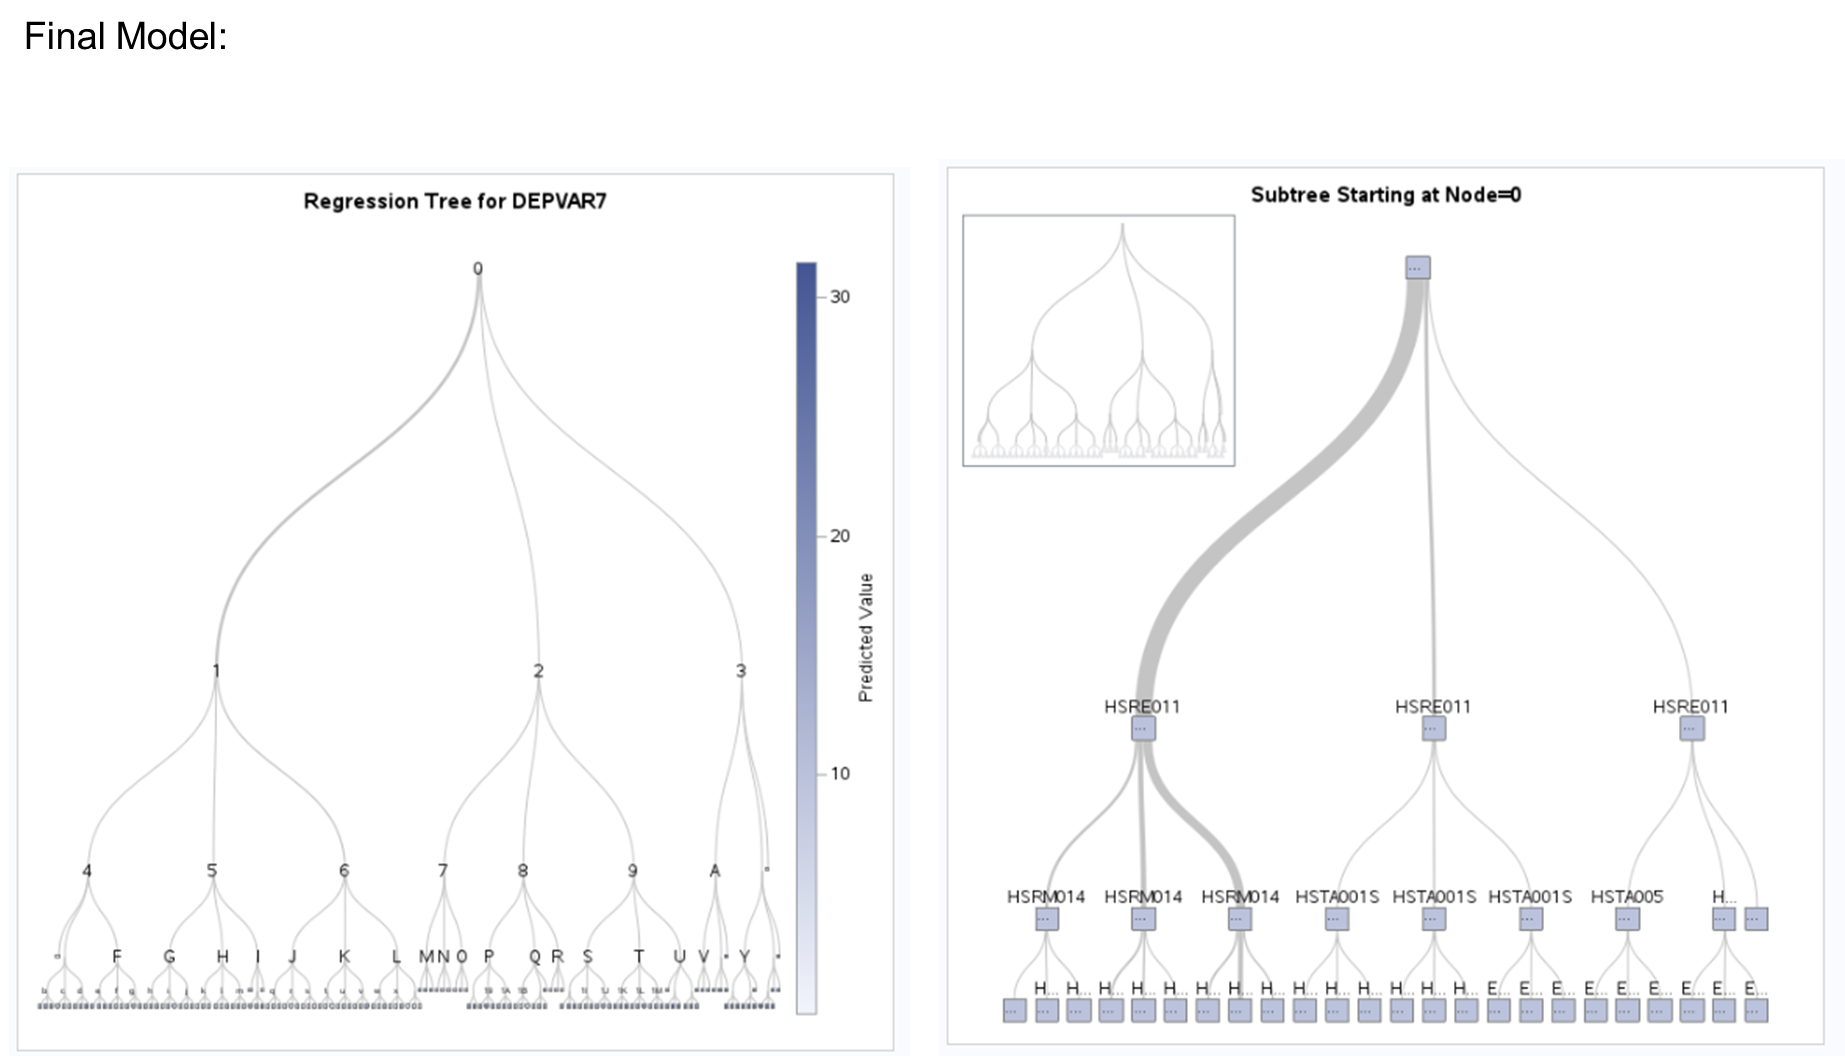 Final Model:
Regression Tree for DEPVAR7
0
30
20
10
Predicted Value
1 2 3
4 5 6 7 8 9 A
F G H I J K L M N O P Q R S T U V Y
Subtree Starting at Node=0
...
HSRE011 HSRE011 HSRE011
... ... ...
HSRM014 HSRM014 HSRM014 HSTA001S HSTA001S HSTA001S HSTA005 H...
... ... ... ... ... ... ... ... ...
H... H... H... H... H... H... H... H... H... H... H... H... H... H... E... E... E... E... E... E... E... E... E...
... ... ... ... ... ... ... ... ... ... ... ... ... ... ... ... ... ... ... ... ... ... ... ...